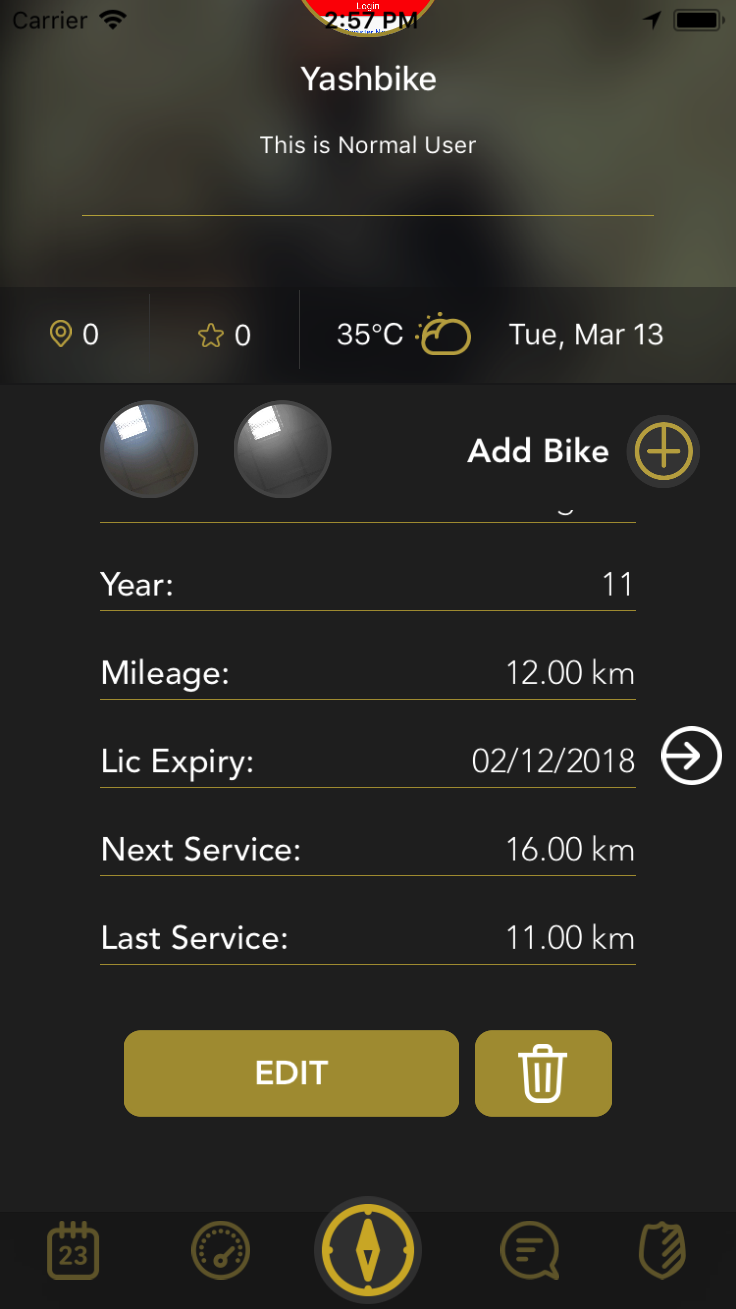 Login
Carrier 2:57 PM
Yashbike
This is Normal User
0 0 35°C Tue, Mar 13
Add Bike
Year: 11
Mileage: 12.00 km
Lic Expiry: 02/12/2018
Next Service: 16.00 km
Last Service: 11.00 km
EDIT
23